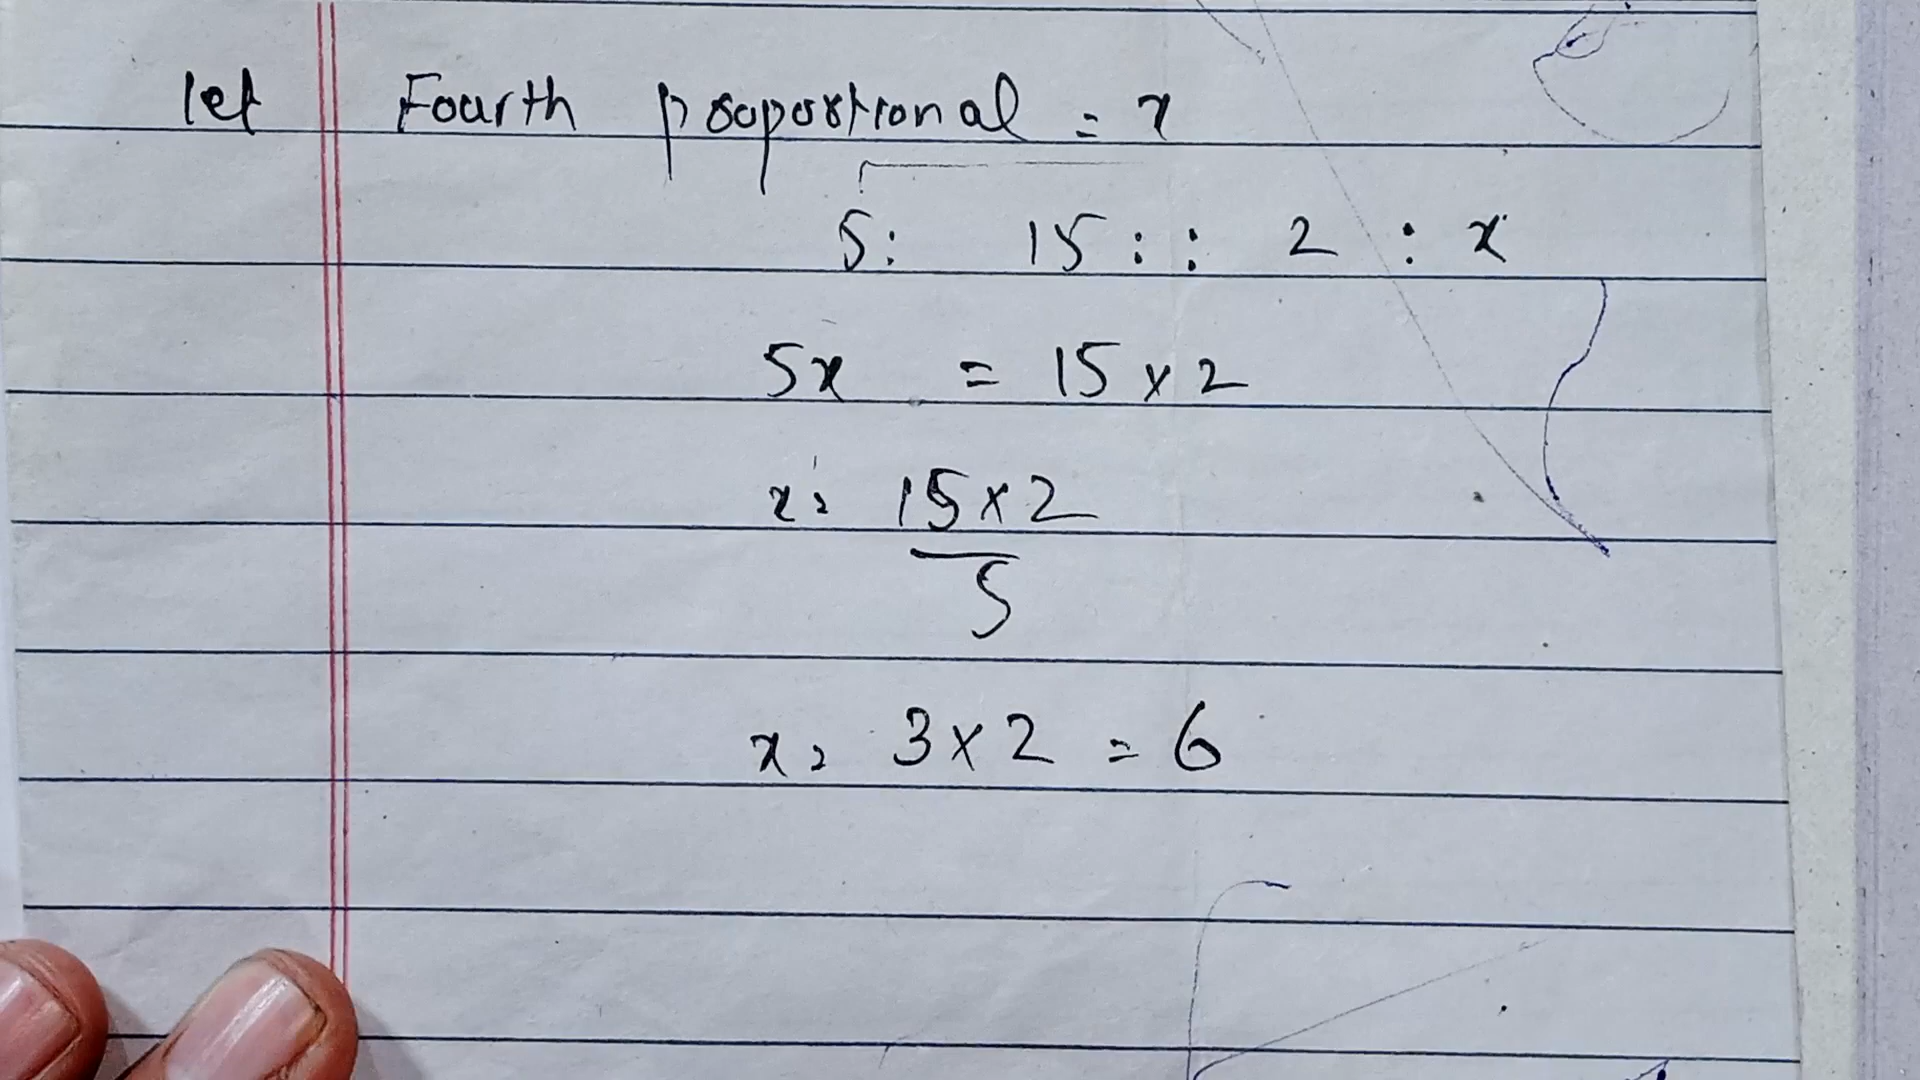 let Fourth proportional = x
5: 15 :: 2 : x
5x = 15 x 2
x = 15 x 2
5
x = 3 x 2 = 6